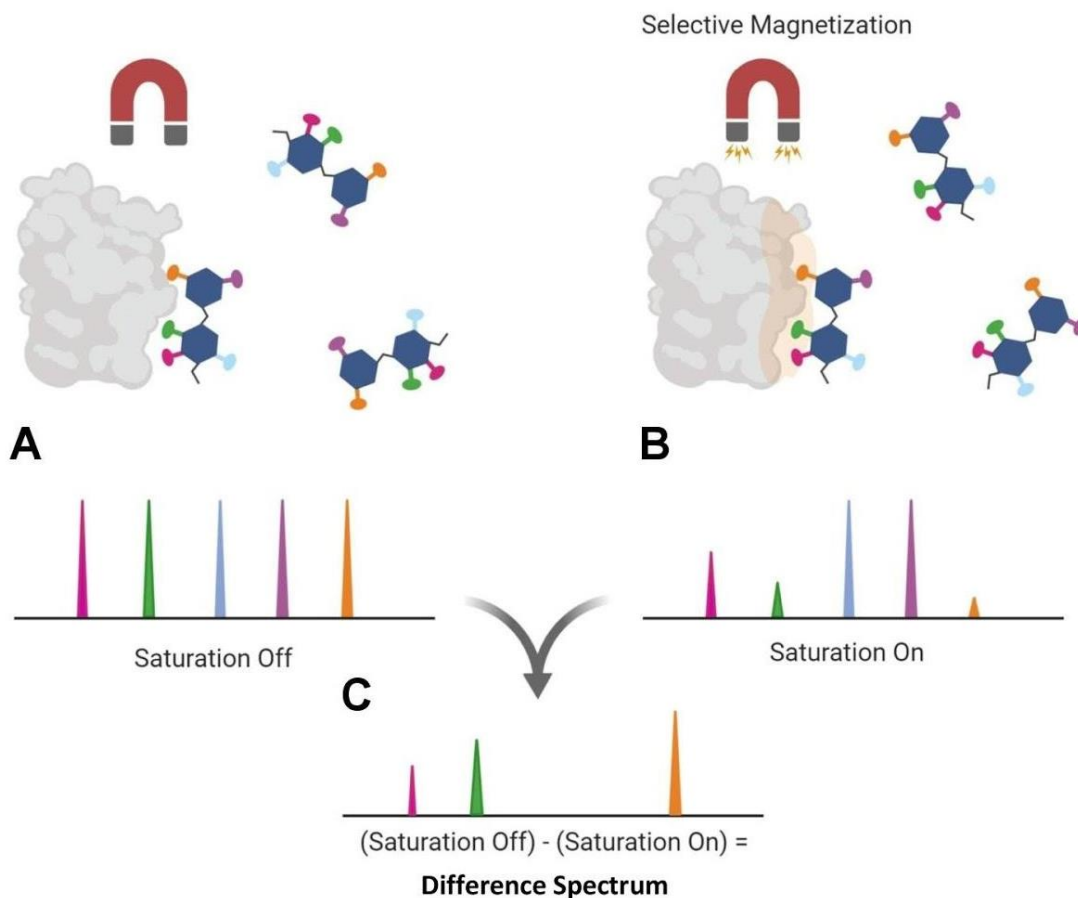 Selective Magnetization
A
B
Saturation Off
Saturation On
C
(Saturation Off) - (Saturation On) =
Difference Spectrum